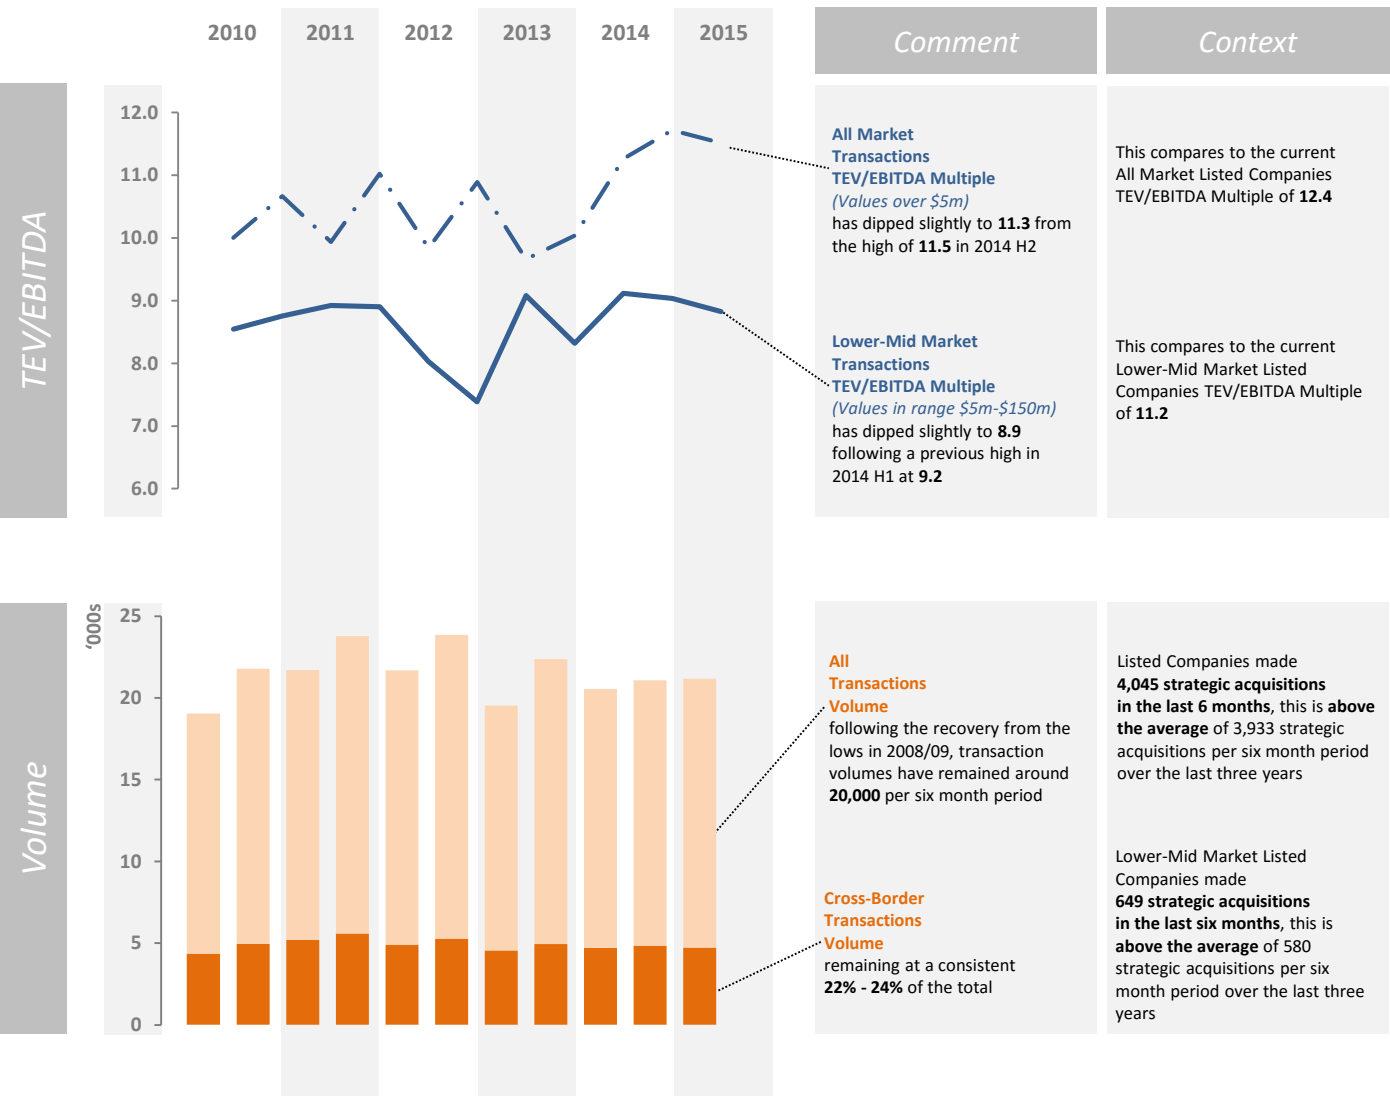 2010 2011 2012 2013 2014 2015
Comment
Context
TEV/EBITDA
12.0
11.0
10.0
9.0
8.0
7.0
6.0
All Market
Transactions
TEV/EBITDA Multiple
(Values over $5m)
has dipped slightly to 11.3 from
the high of 11.5 in 2014 H2
This compares to the current
All Market Listed Companies
TEV/EBITDA Multiple of 12.4
Lower-Mid Market
Transactions
TEV/EBITDA Multiple
(Values in range $5m-$150m)
has dipped slightly to 8.9
following a previous high in
2014 H1 at 9.2
This compares to the current
Lower-Mid Market Listed
Companies TEV/EBITDA Multiple
of 11.2
Volume
‘000s
25
20
15
10
5
0
All
Transactions
Volume
following the recovery from the
lows in 2008/09, transaction
volumes have remained around
20,000 per six month period
Listed Companies made
4,045 strategic acquisitions
in the last 6 months, this is above
the average of 3,933 strategic
acquisitions per six month period
over the last three years
Cross-Border
Transactions
Volume
remaining at a consistent
22% - 24% of the total
Lower-Mid Market Listed
Companies made
649 strategic acquisitions
in the last six months, this is
above the average of 580
strategic acquisitions per six
month period over the last three
years